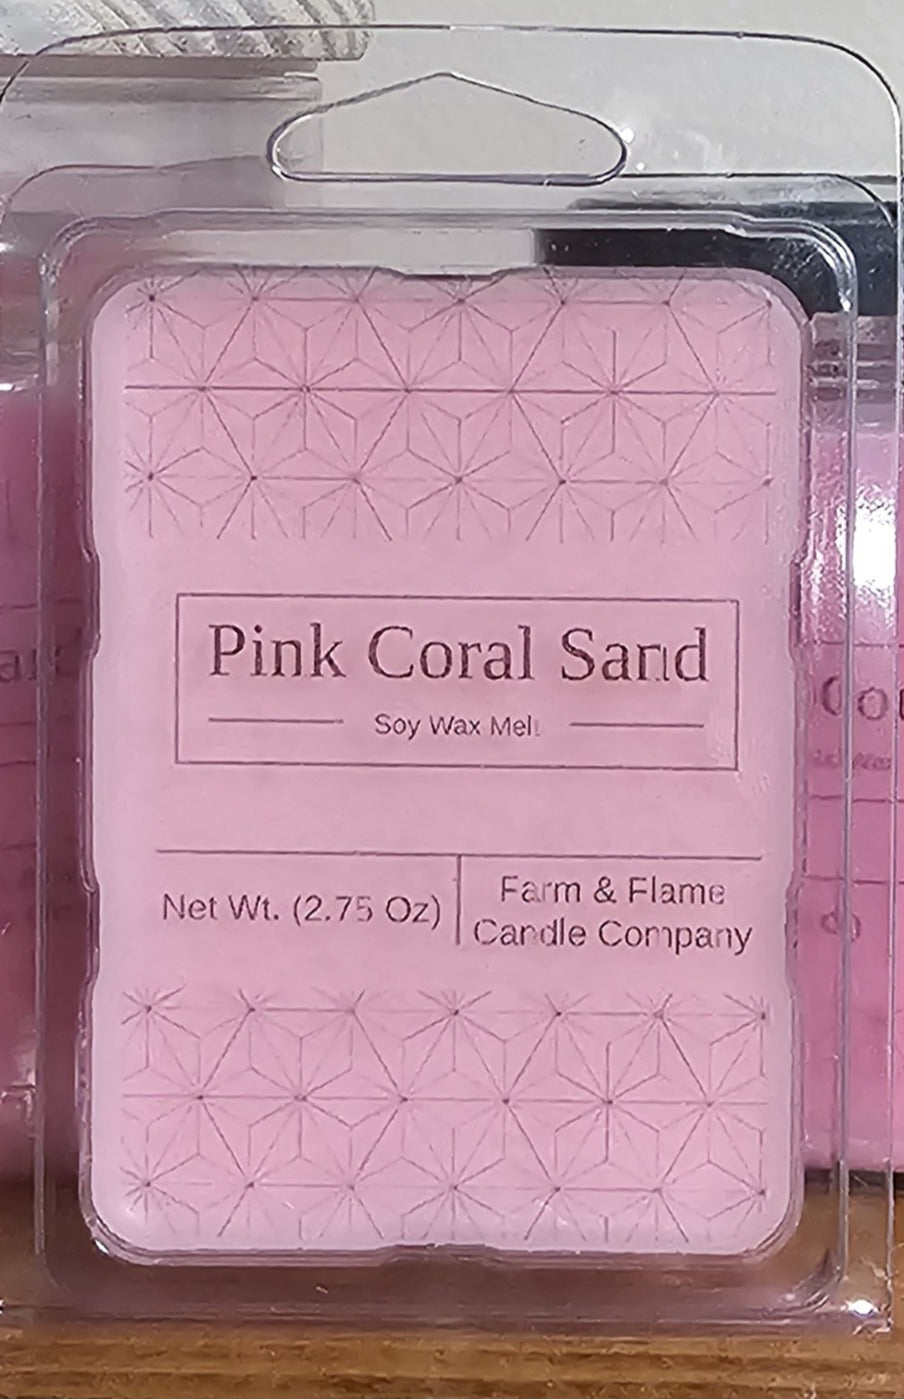 Pink Coral Sand
Soy Wax Melt
Net Wt. (2.75 Oz)
Farm & Flame
Candle Company